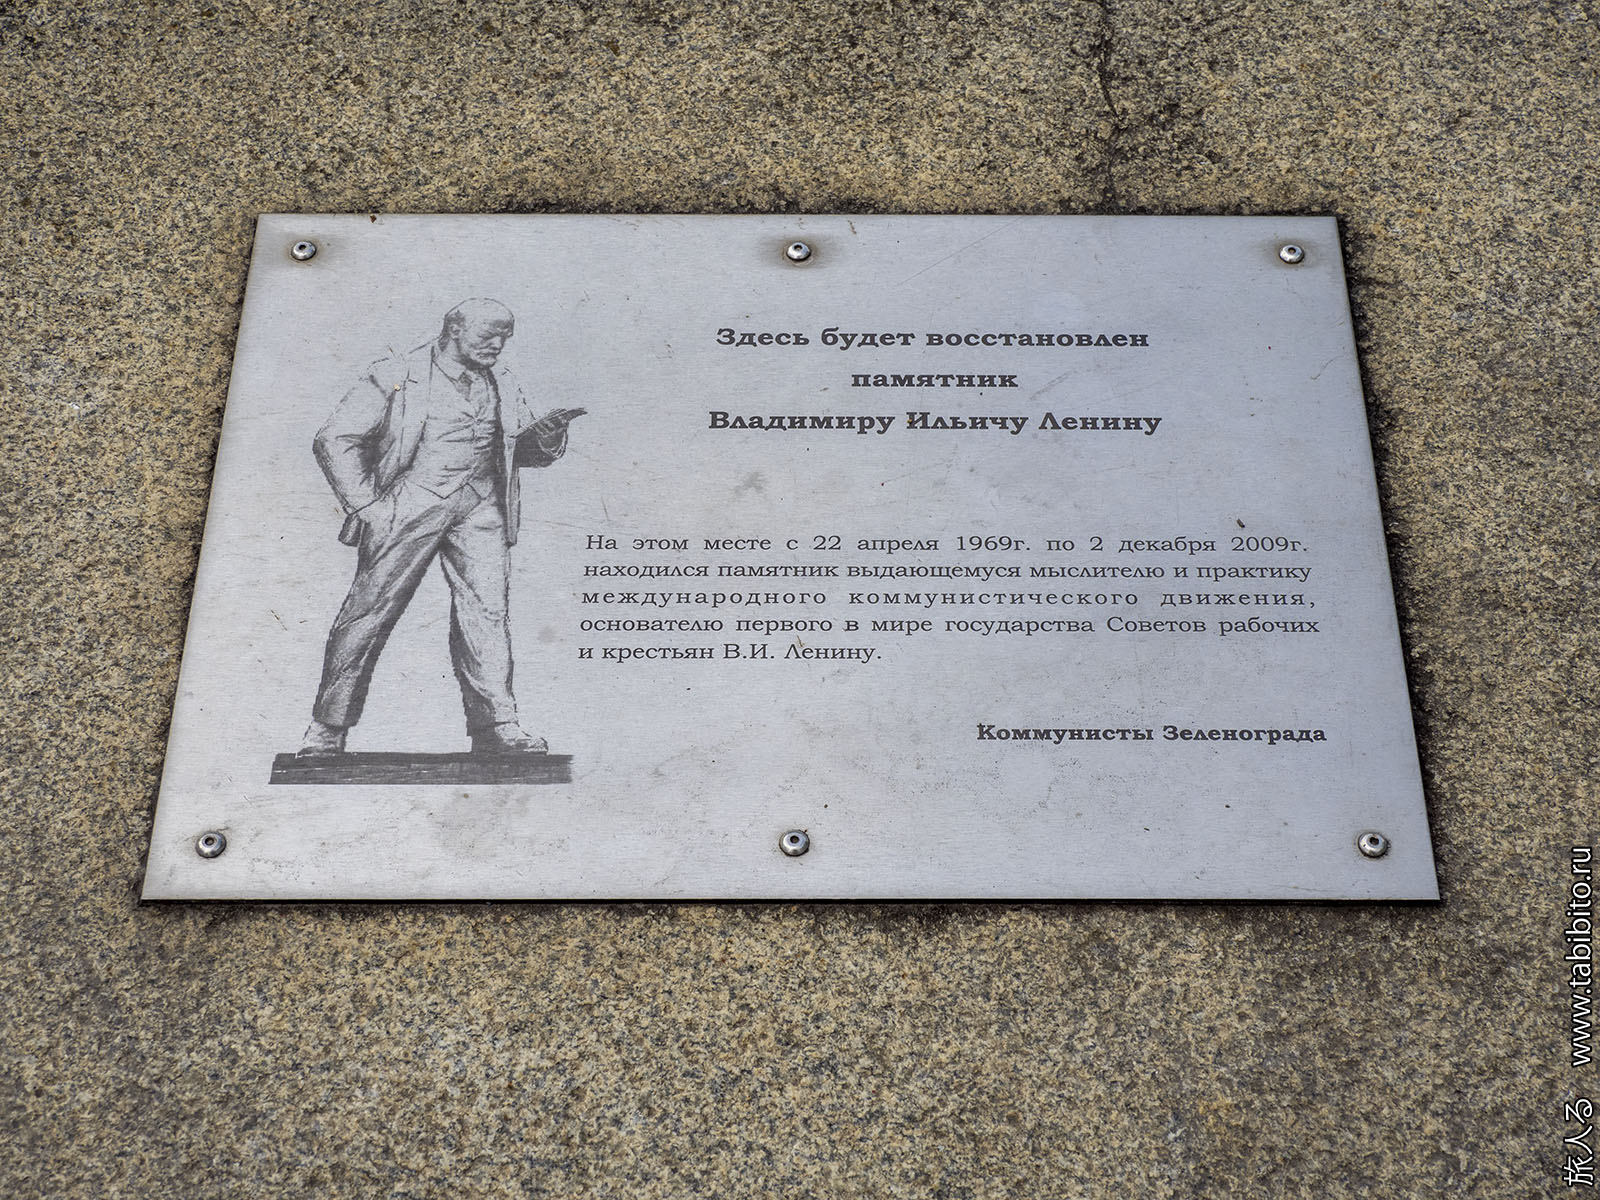 Здесь будет восстановлен
памятник
Владимиру Ильичу Ленину
На этом месте с 22 апреля 1969г. по 2 декабря 2009г.
находился памятник выдающемуся мыслителю и практику
международного коммунистического движения,
основателю первого в мире государства Советов рабочих
и крестьян В.И. Ленину.
Коммунисты Зеленограда
旅人る www.tabibito.ru